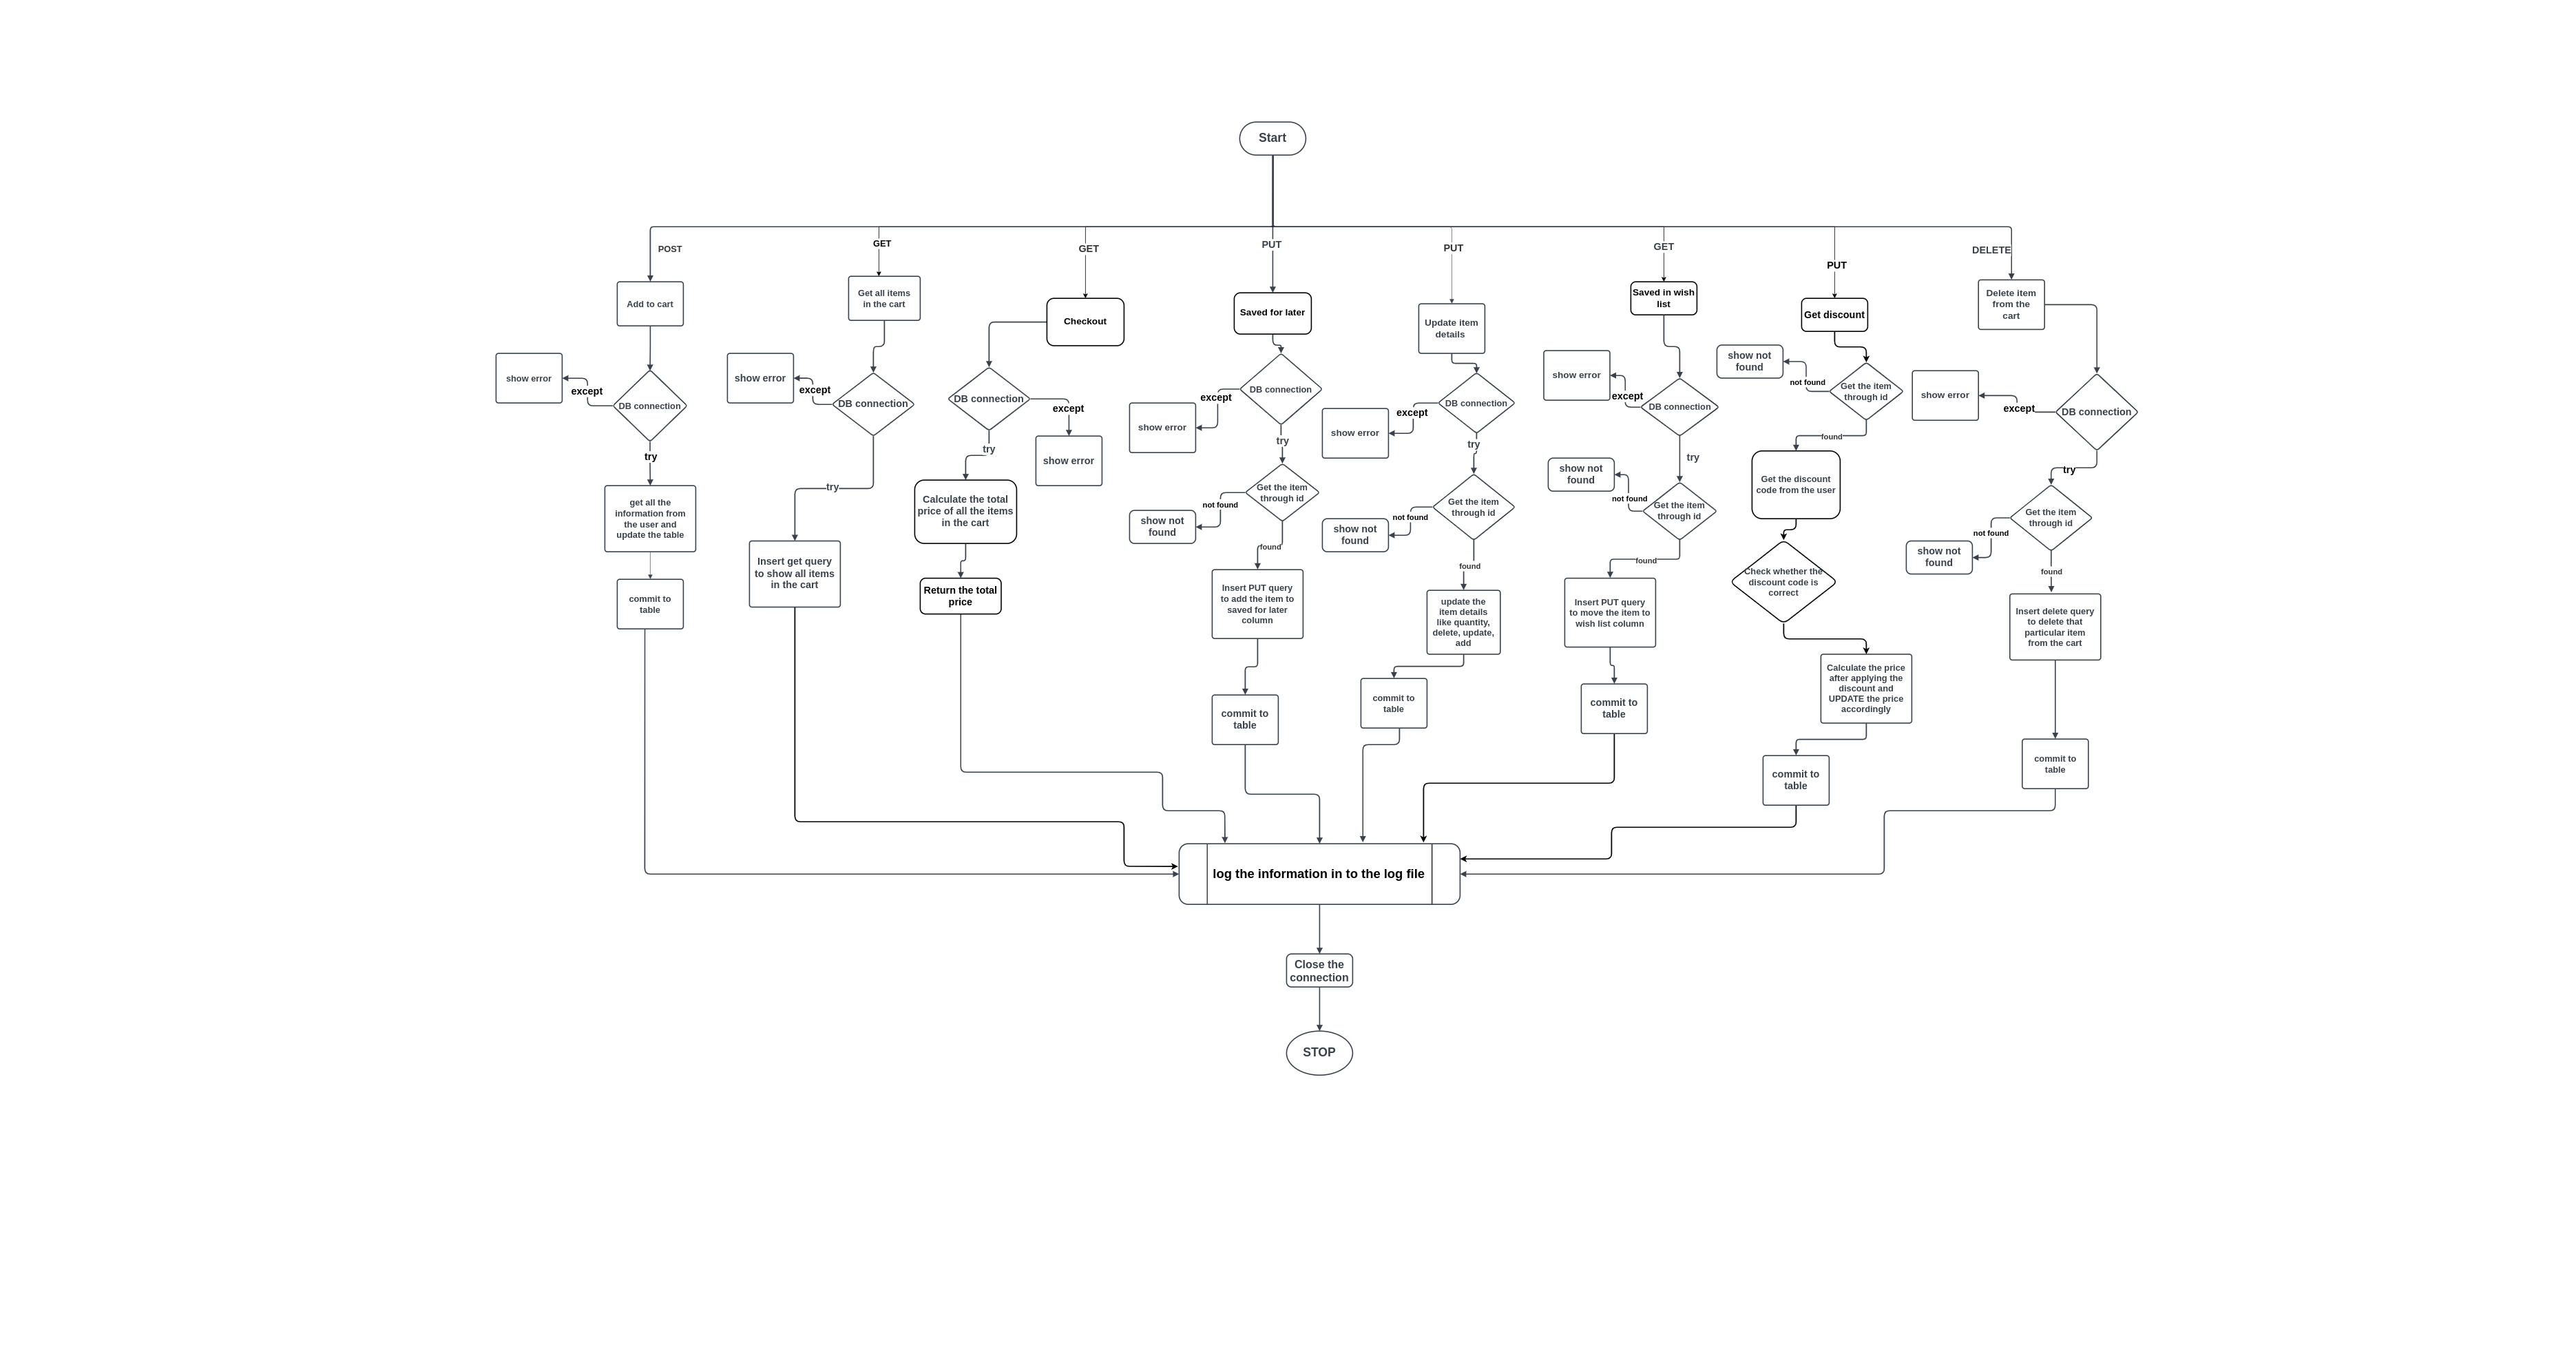 Start
POST
GET
GET
PUT
PUT
GET
PUT
DELETE
Add to cart
Get all items
in the cart
Checkout
Saved for later
Update item
details
Saved in wish
list
Get discount
Delete item
from the
cart
show error
except
DB connection
try
get all the
information from
the user and
update the table
commit to
table
show error
except
DB connection
try
Insert get query
to show all items
in the cart
DB connection
except
show error
try
Calculate the total
price of all the items
in the cart
Return the total
price
DB connection
except
show error
try
Get the item
through id
not found
show not
found
found
Insert PUT query
to add the item to
saved for later
column
commit to
table
DB connection
except
show error
try
Get the item
through id
not found
show not
found
found
update the
item details
like quantity,
delete, update,
add
commit to
table
show error
except
DB connection
try
show not
found
not found
Get the item
through id
found
Insert PUT query
to move the item to
wish list column
commit to
table
show not
found
not found
Get the item
through id
found
Get the discount
code from the user
Check whether the
discount code is
correct
Calculate the price
after applying the
discount and
UPDATE the price
accordingly
commit to
table
show error
except
DB connection
try
Get the item
through id
not found
show not
found
found
Insert delete query
to delete that
particular item
from the cart
commit to
table
log the information in to the log file
Close the
connection
STOP